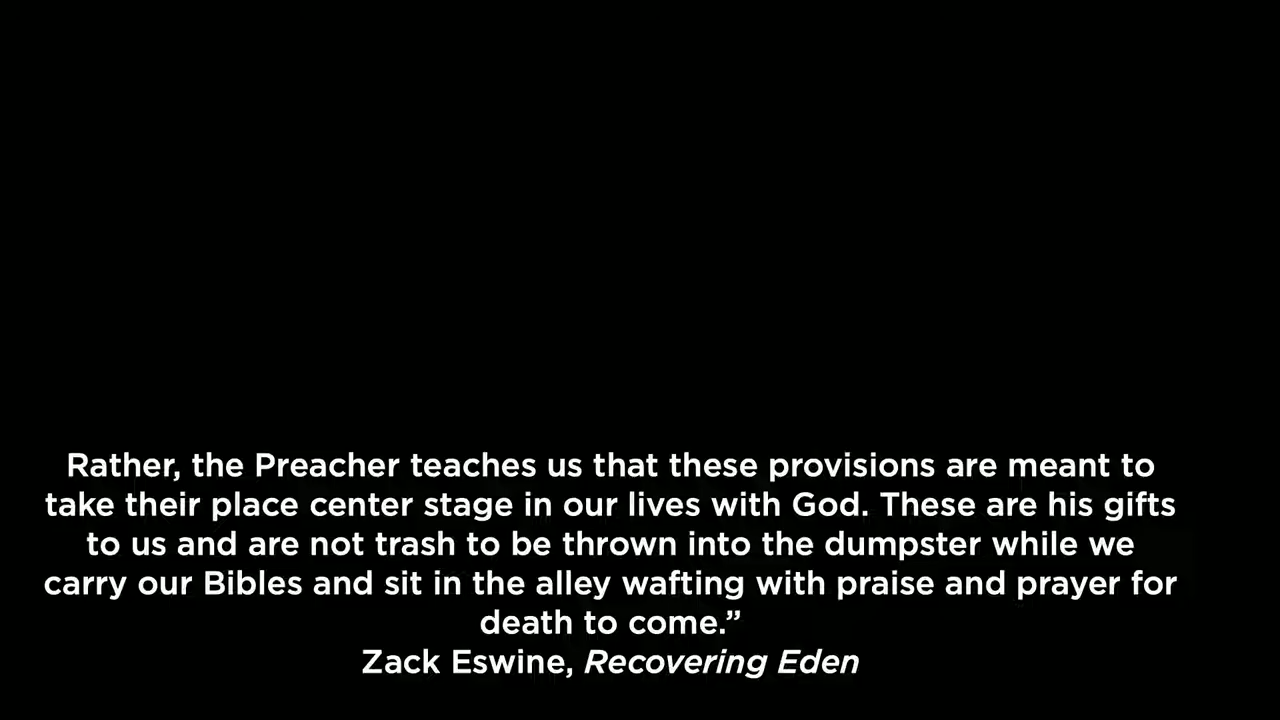 Rather, the Preacher teaches us that these provisions are meant to
take their place center stage in our lives with God. These are his gifts
to us and are not trash to be thrown into the dumpster while we
carry our Bibles and sit in the alley wafting with praise and prayer for
death to come.”
Zack Eswine, Recovering Eden